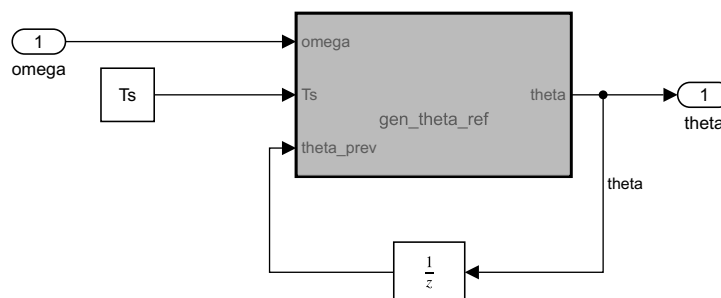 1
omega
Ts
omega
Ts
theta_prev
gen_theta_ref
theta
1
theta
theta
1
z